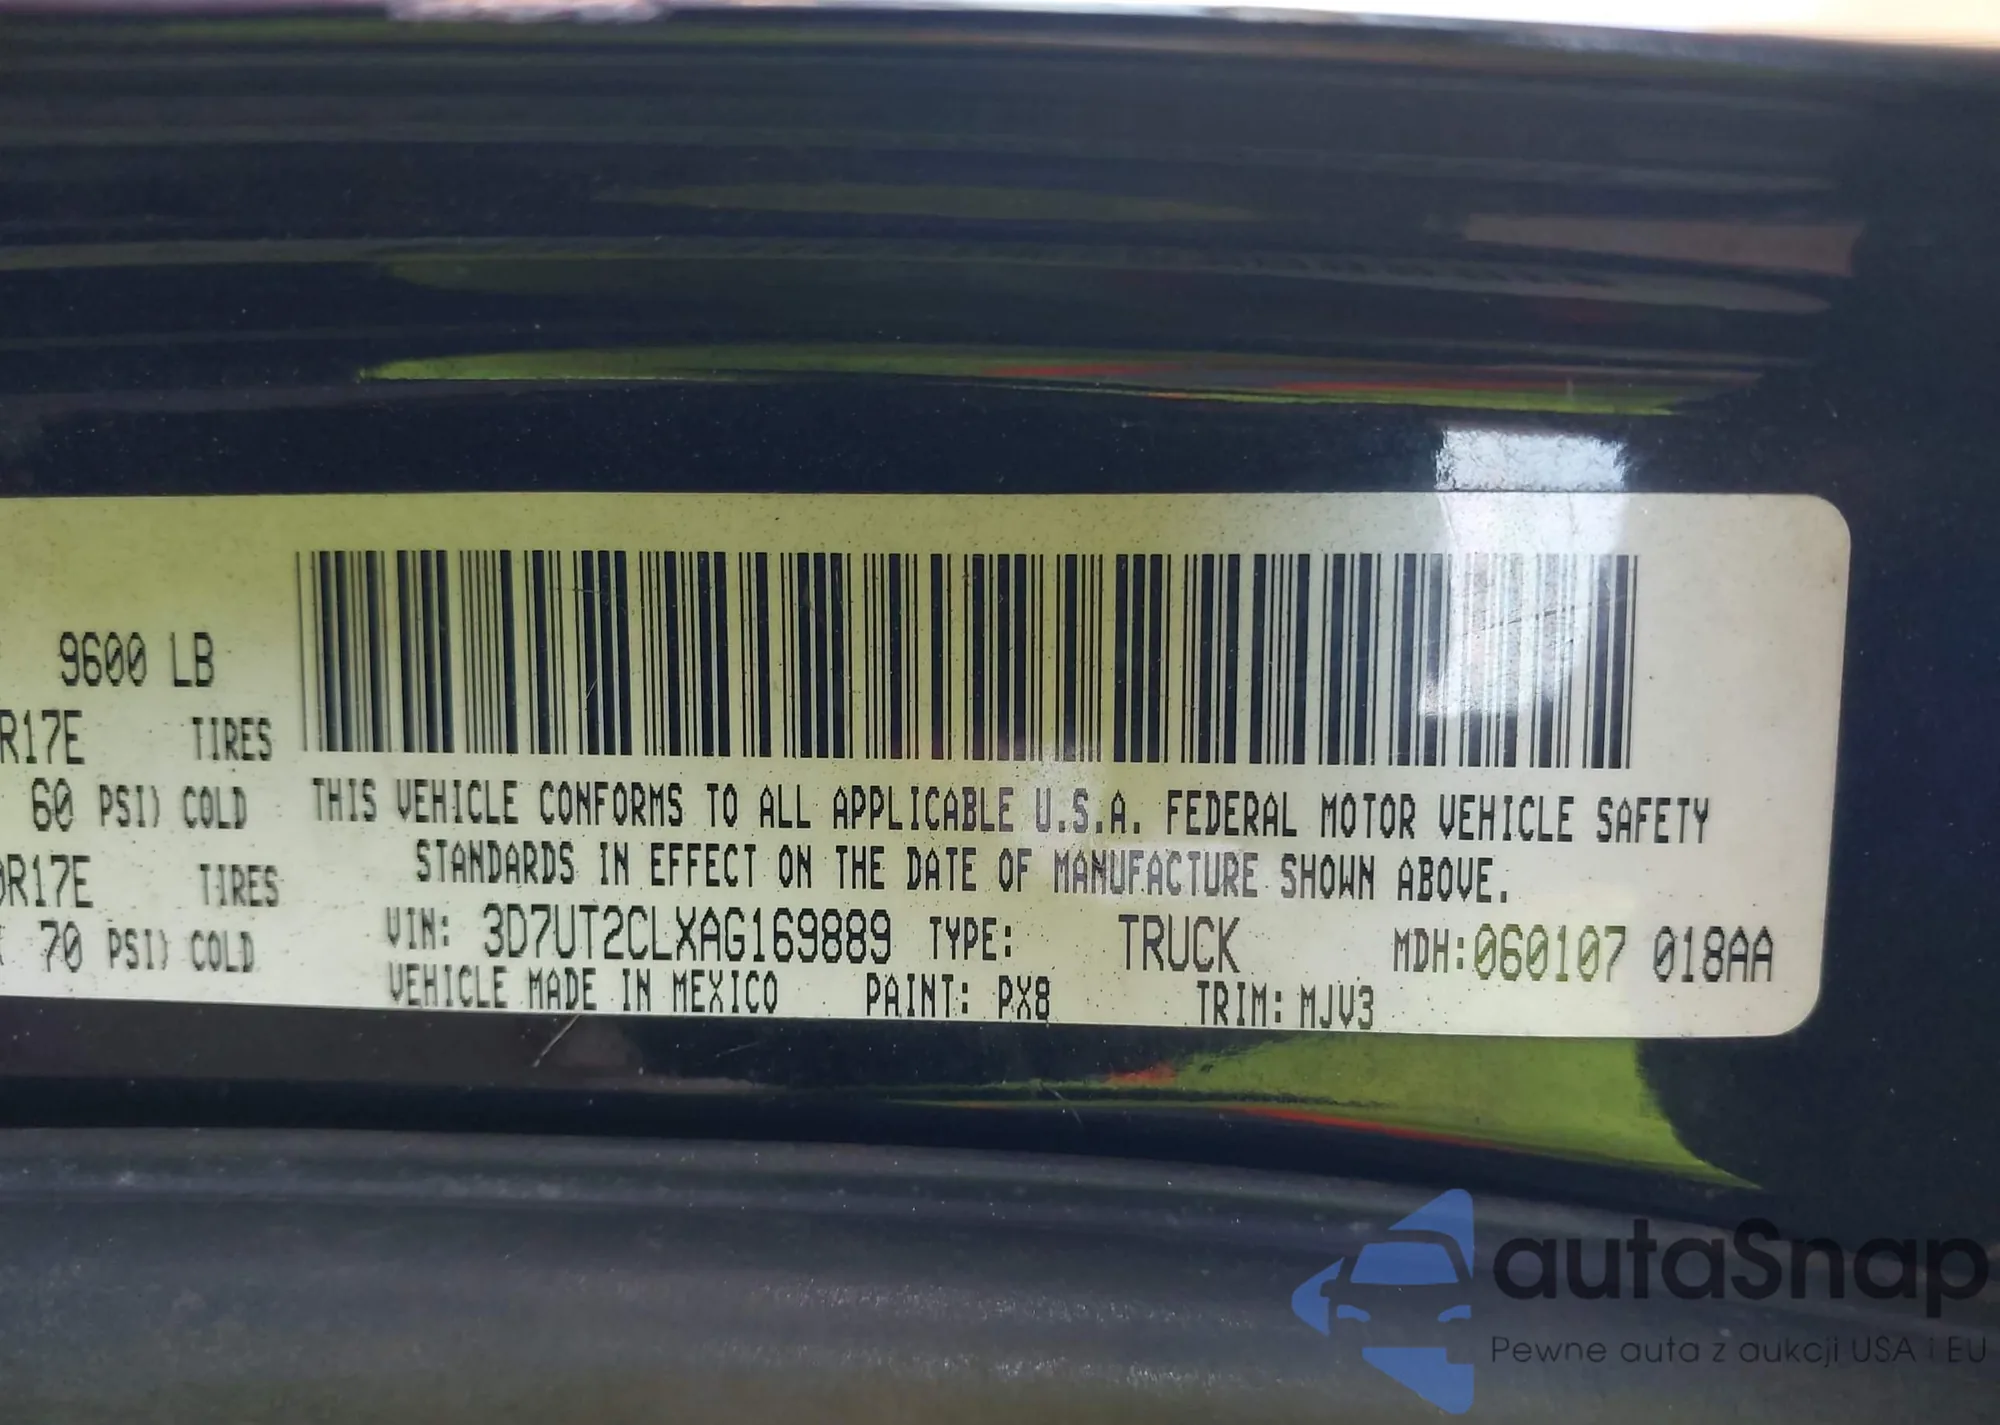 9600 LB
R17E TIRES
60 PSI) COLD
THIS VEHICLE CONFORMS TO ALL APPLICABLE U.S.A. FEDERAL MOTOR VEHICLE SAFETY
STANDARDS IN EFFECT ON THE DATE OF MANUFACTURE SHOWN ABOVE.
0R17E TIRES
70 PSI) COLD
VIN: 3D7UT2CLXAG169889 TYPE: TRUCK MDH: 060107 018AA
VEHICLE MADE IN MEXICO PAINT: PX8 TRIM: MJV3
autaSnap
Pewne auta z aukcji USA i EU